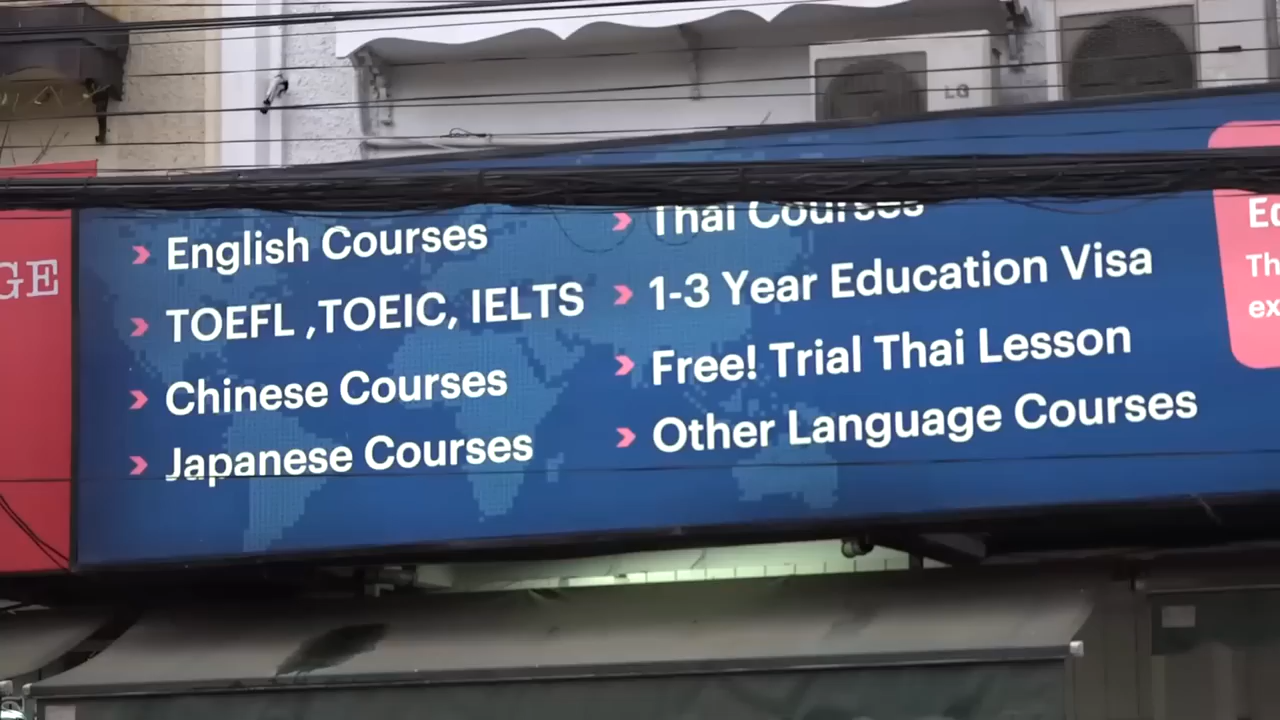 GE
English Courses
TOEFL ,TOEIC, IELTS
Chinese Courses
Japanese Courses
Thai Courses
1-3 Year Education Visa
Free! Trial Thai Lesson
Other Language Courses
LG